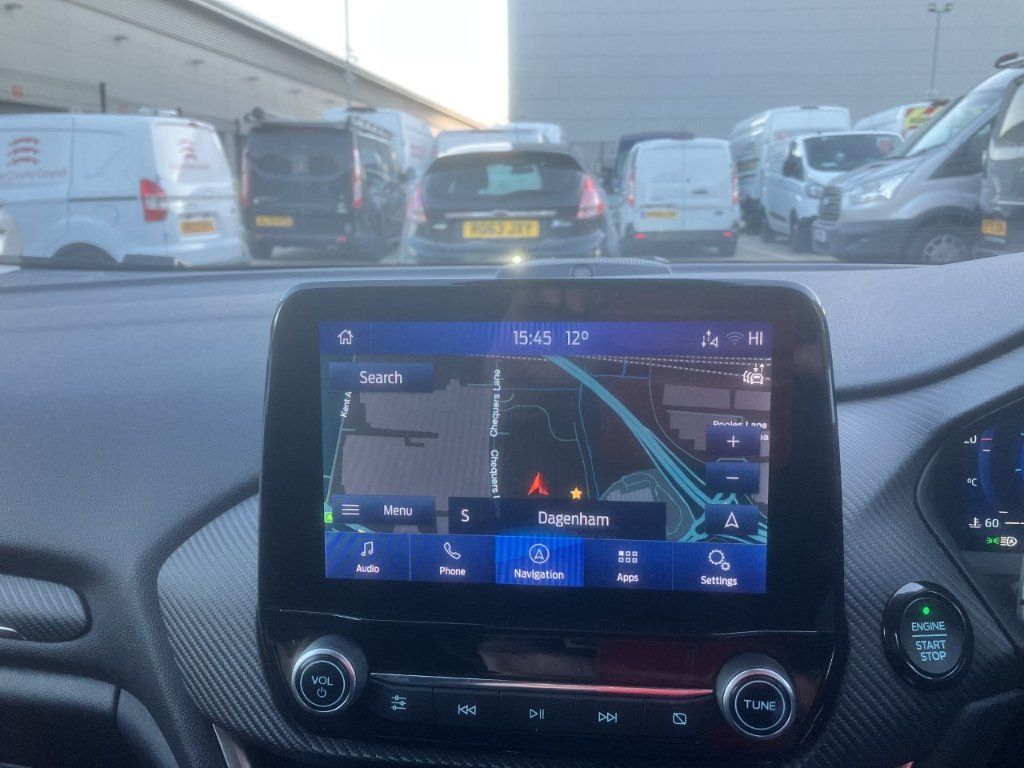 County Council
RO63 JXY
15:45 12° HI
Search
Kent A
Chequers Lane
Chequers L
Pooles Lane
+
−
Menu
S
Dagenham
Audio
Phone
Navigation
Apps
Settings
°C
60
ENGINE
START
STOP
VOL
TUNE